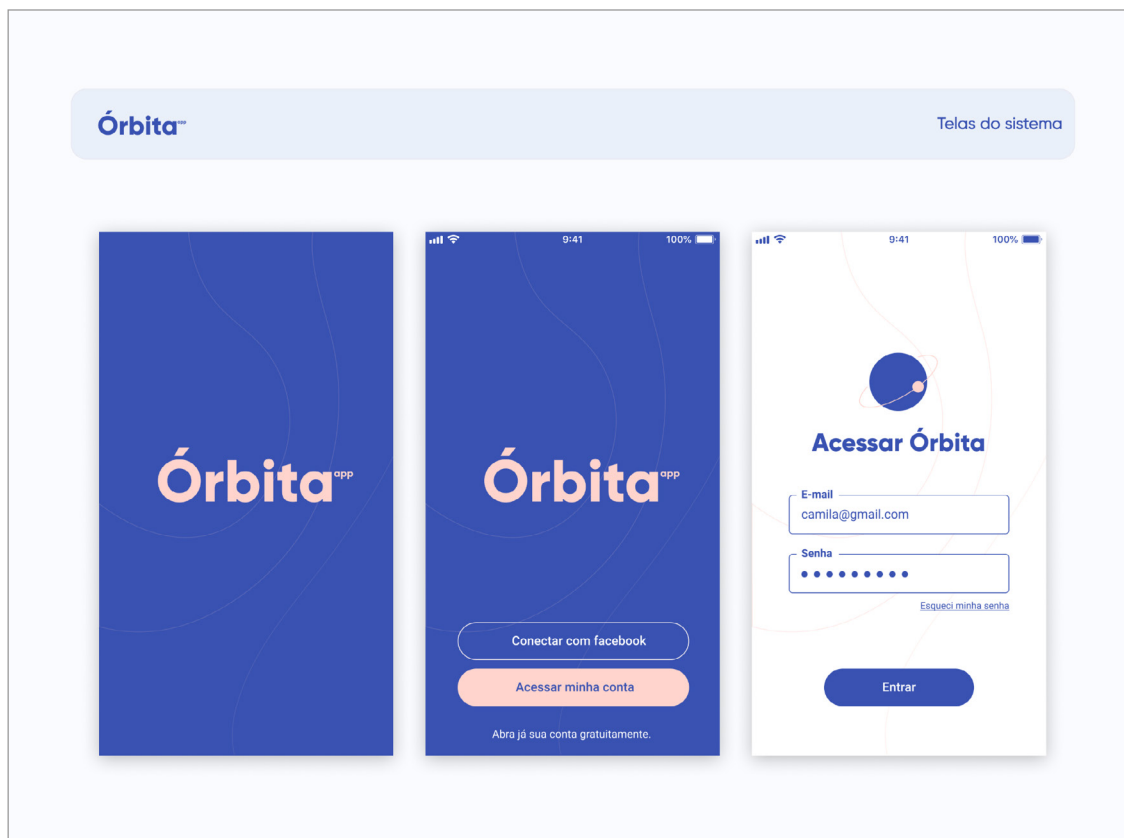 Órbita app
Telas do sistema
Órbita app
9:41
100%
Órbita app
Conectar com facebook
Acessar minha conta
Abra já sua conta gratuitamente.
9:41
100%
Acessar Órbita
E-mail
camila@gmail.com
Senha
Esqueci minha senha
Entrar